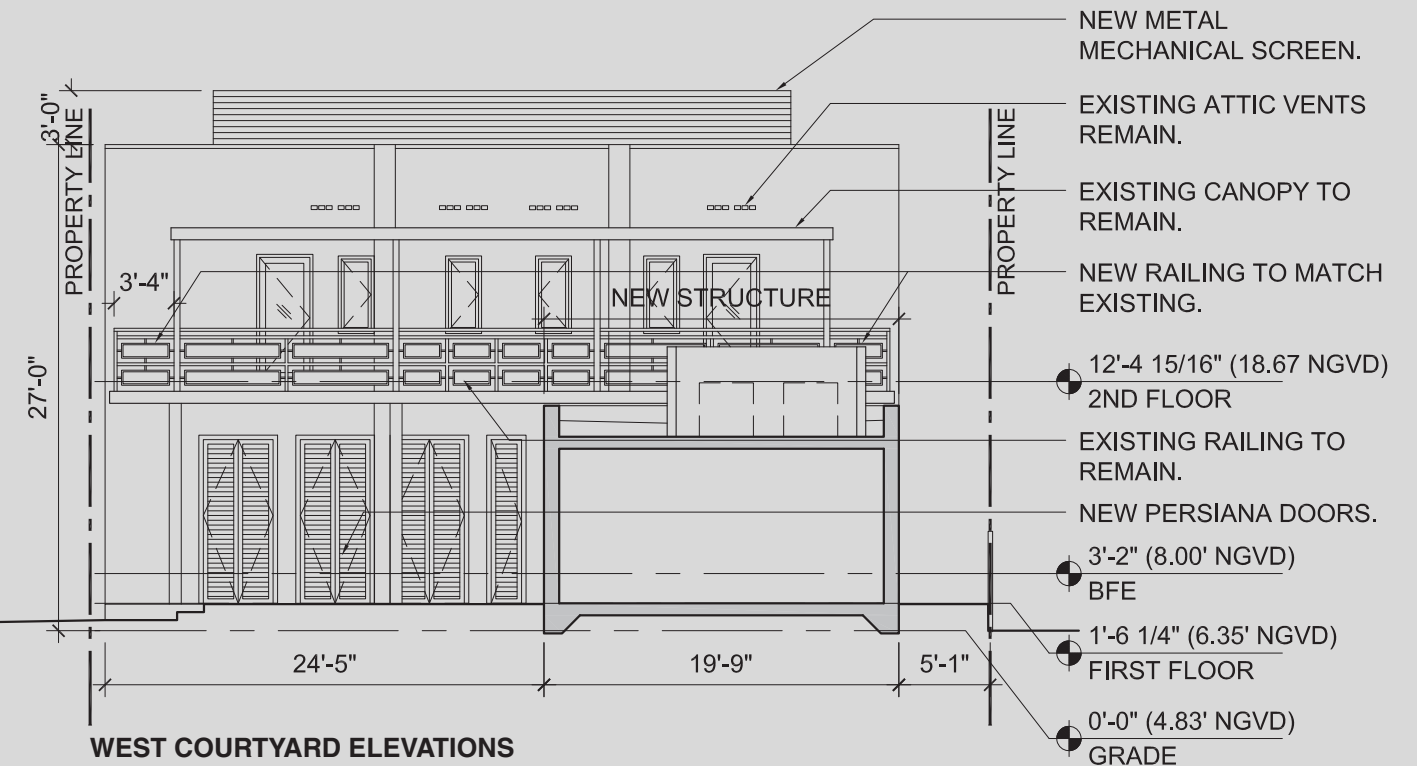 NEW METAL
MECHANICAL SCREEN.
EXISTING ATTIC VENTS
REMAIN.
EXISTING CANOPY TO
REMAIN.
NEW RAILING TO MATCH
EXISTING.
12'-4 15/16" (18.67 NGVD)
2ND FLOOR
EXISTING RAILING TO
REMAIN.
NEW PERSIANA DOORS.
3'-2" (8.00' NGVD)
BFE
1'-6 1/4" (6.35' NGVD)
FIRST FLOOR
0'-0" (4.83' NGVD)
GRADE
3'-0"
PROPERTY LINE
PROPERTY LINE
3'-4"
NEW STRUCTURE
27'-0"
24'-5"
19'-9"
5'-1"
WEST COURTYARD ELEVATIONS